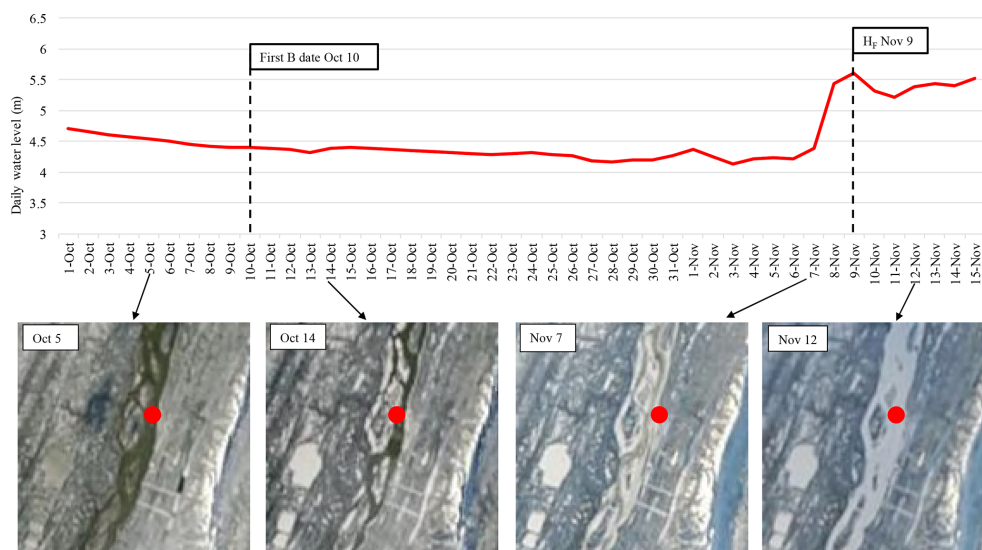 6.5
6
5.5
5
4.5
4
3.5
3
Daily water level (m)
First B date Oct 10
HF Nov 9
1-Oct
2-Oct
3-Oct
4-Oct
5-Oct
6-Oct
7-Oct
8-Oct
9-Oct
10-Oct
11-Oct
12-Oct
13-Oct
14-Oct
15-Oct
16-Oct
17-Oct
18-Oct
19-Oct
20-Oct
21-Oct
22-Oct
23-Oct
24-Oct
25-Oct
26-Oct
27-Oct
28-Oct
29-Oct
30-Oct
31-Oct
1-Nov
2-Nov
3-Nov
4-Nov
5-Nov
6-Nov
7-Nov
8-Nov
9-Nov
10-Nov
11-Nov
12-Nov
13-Nov
14-Nov
15-Nov
Oct 5
Oct 14
Nov 7
Nov 12